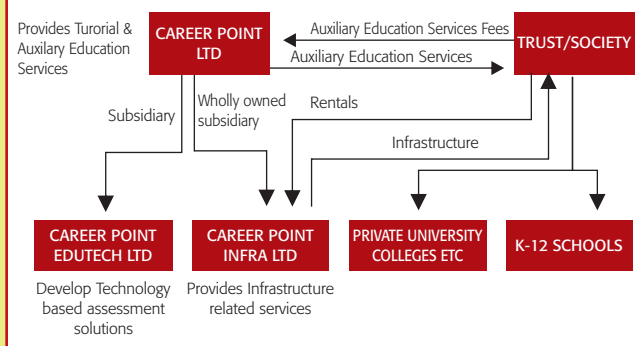 Provides Turorial &
Auxilary Education
Services
CAREER POINT
LTD
Auxiliary Education Services Fees
Auxiliary Education Services
TRUST/SOCIETY
Subsidiary
Wholly owned
subsidiary
Rentals
Infrastructure
CAREER POINT
EDUTECH LTD
CAREER POINT
INFRA LTD
PRIVATE UNIVERSITY
COLLEGES ETC
K-12 SCHOOLS
Develop Technology
based assessment
solutions
Provides Infrastructure
related services